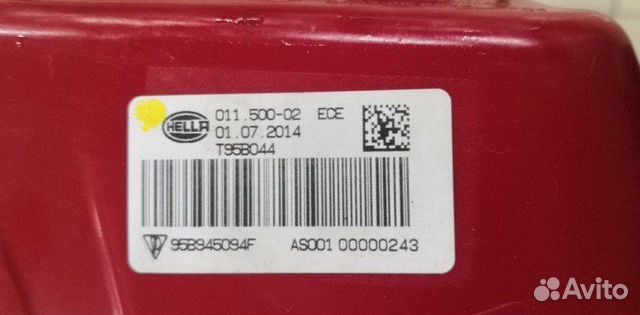 HELLA 011.500-02 ECE
01.07.2014
T95B044
95B945094F AS001 00000243
Avito